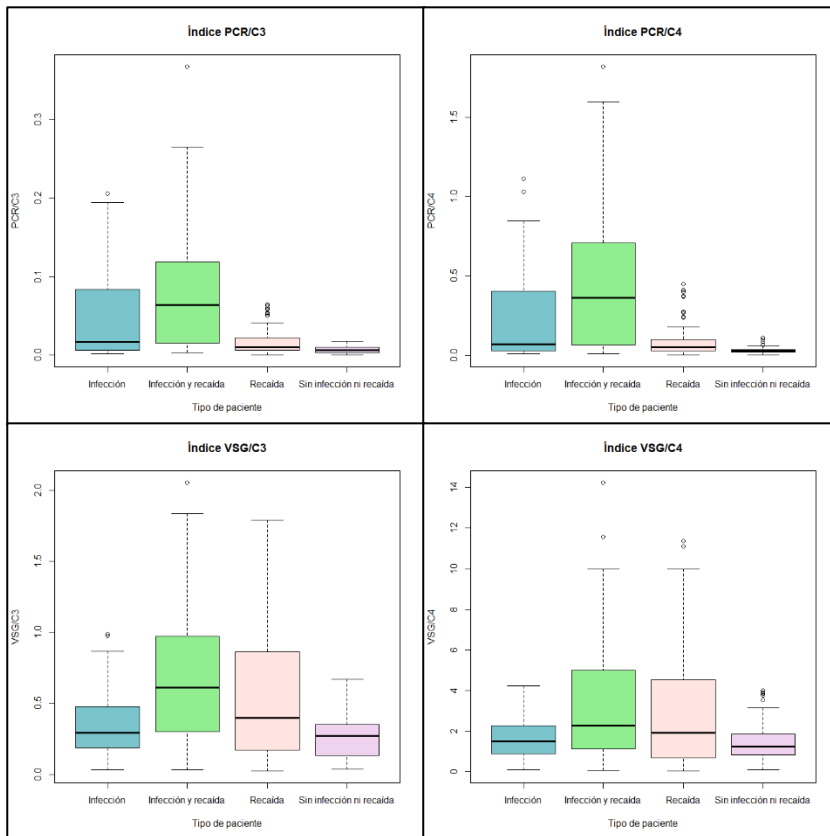 Índice PCR/C3
PCR/C3
0.3
0.2
0.1
0.0
Infección Infección y recaída Recaída Sin infección ni recaída
Tipo de paciente
Índice PCR/C4
PCR/C4
1.5
1.0
0.5
0.0
Infección Infección y recaída Recaída Sin infección ni recaída
Tipo de paciente
Índice VSG/C3
VSG/C3
2.0
1.5
1.0
0.5
0.0
Infección Infección y recaída Recaída Sin infección ni recaída
Tipo de paciente
Índice VSG/C4
VSG/C4
14
12
10
8
6
4
2
0
Infección Infección y recaída Recaída Sin infección ni recaída
Tipo de paciente